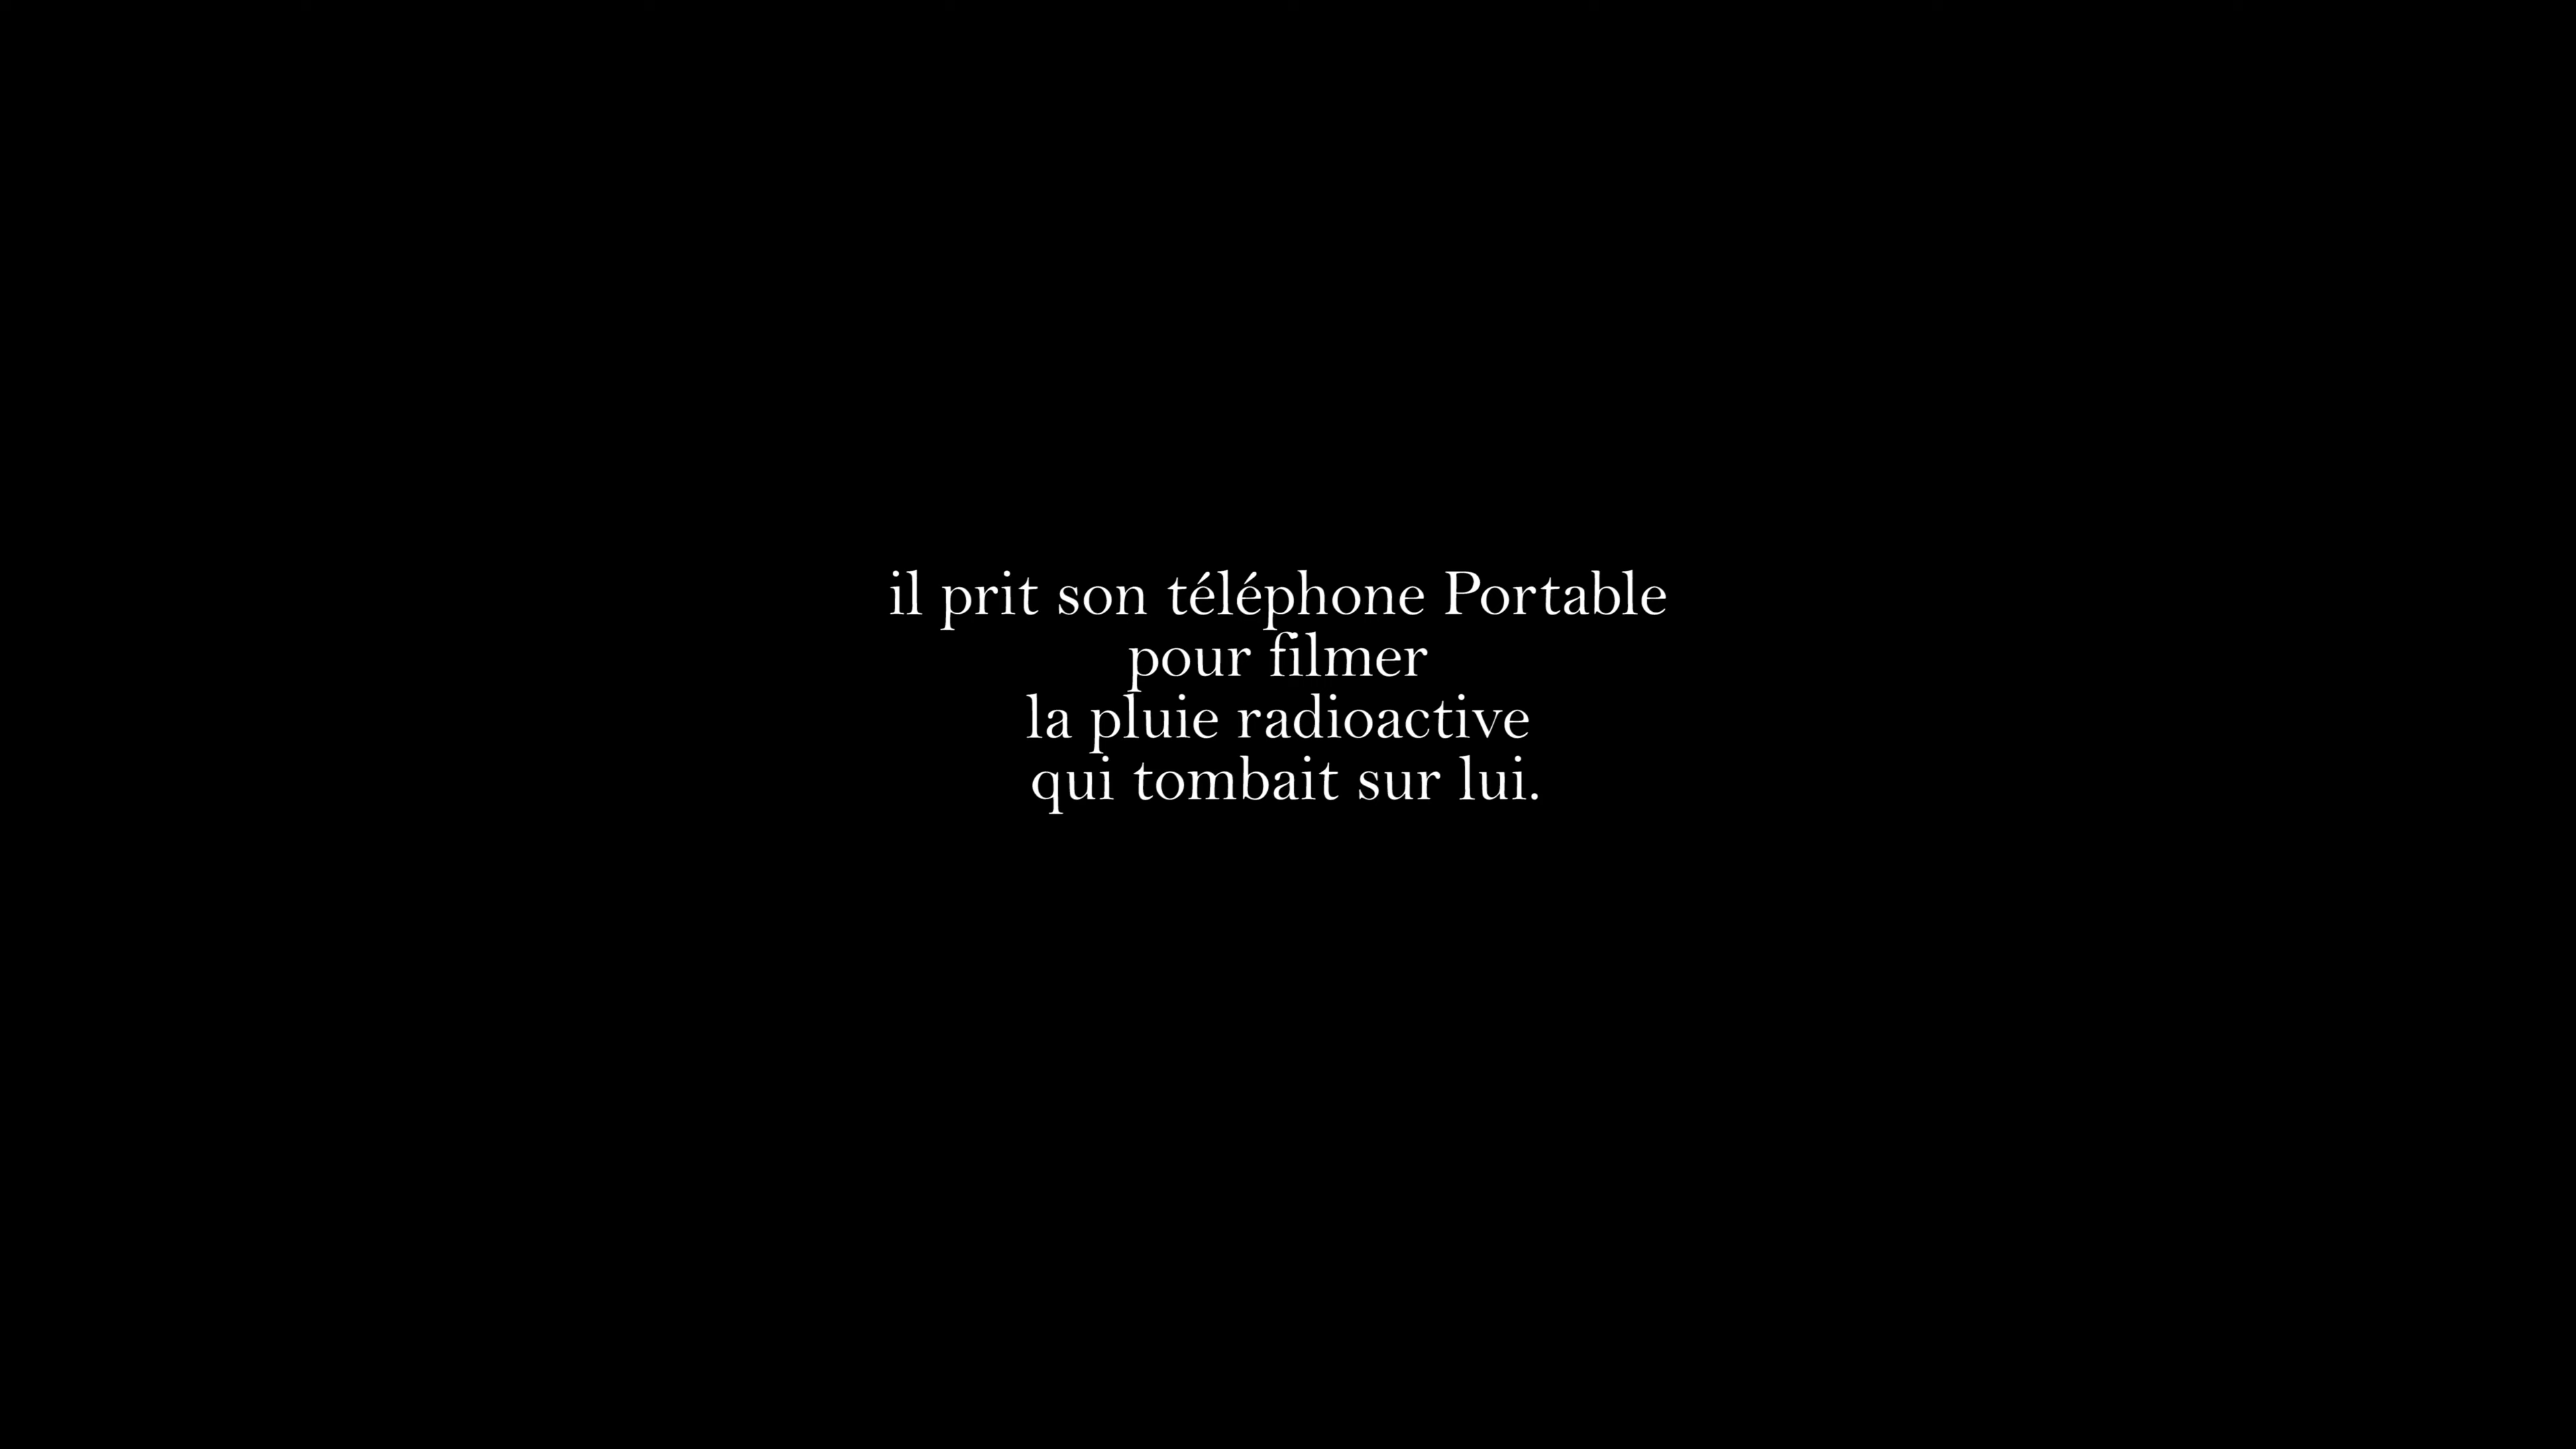 il prit son téléphone Portable
pour filmer
la pluie radioactive
qui tombait sur lui.